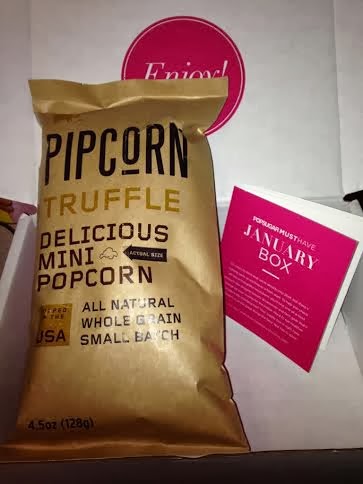 Enjoy!
PIPCORN
TRUFFLE
DELICIOUS
MINI
ACTUAL SIZE
POPCORN
USA
ALL NATURAL
WHOLE GRAIN
SMALL BATCH
4.5oz (128g)
POPSUGAR MUST HAVE
JANUARY
BOX